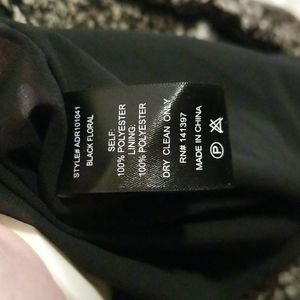 STYLE# ADR101041
BLACK FLORAL
SELF:
100% POLYESTER
LINING:
100% POLYESTER
DRY CLEAN ONLY
RN# 141397
MADE IN CHINA
P